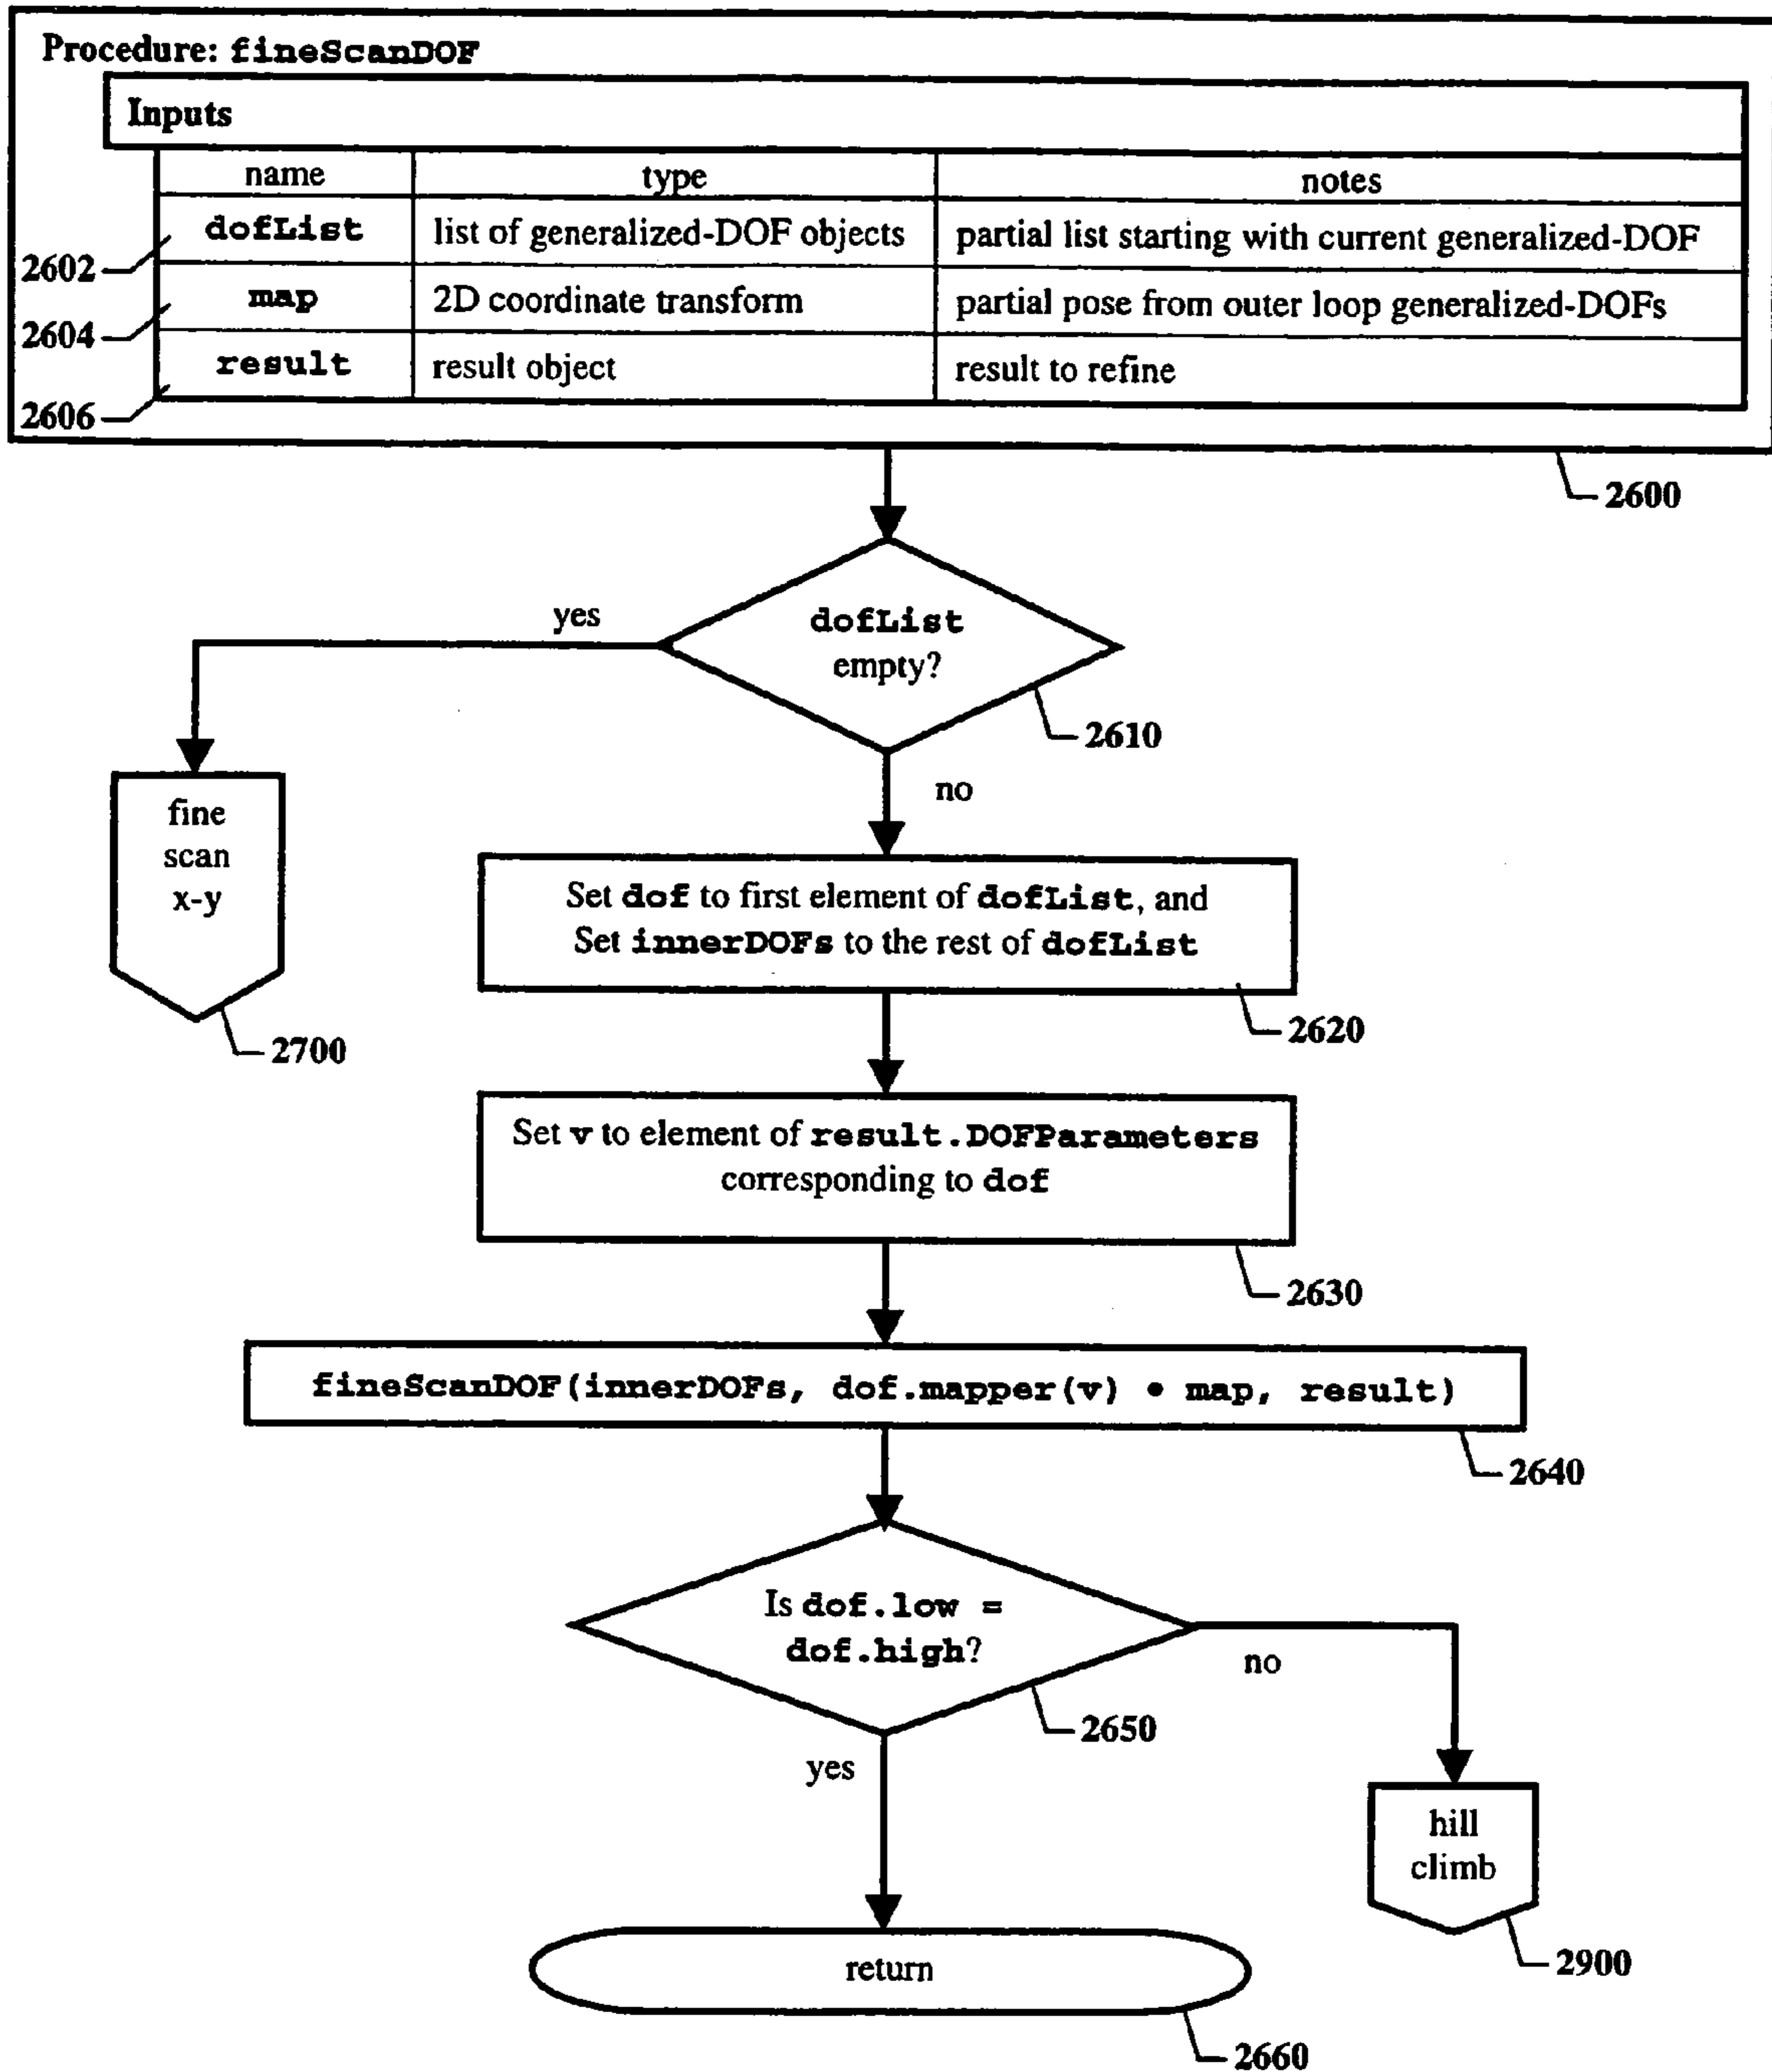 Procedure: fineScanDOF
Inputs
name type notes
dofList list of generalized-DOF objects partial list starting with current generalized-DOF
2602
map 2D coordinate transform partial pose from outer loop generalized-DOFs
2604
result result object result to refine
2606
2600
yes
dofList
empty?
2610
no
fine
scan
x-y
2700
Set dof to first element of dofList, and
Set innerDOFs to the rest of dofList
2620
Set v to element of result.DOFParameters
corresponding to dof
2630
fineScanDOF(innerDOFs, dof.mapper(v) • map, result)
2640
Is dof.low =
dof.high?
no
2650
yes
hill
climb
2900
return
2660